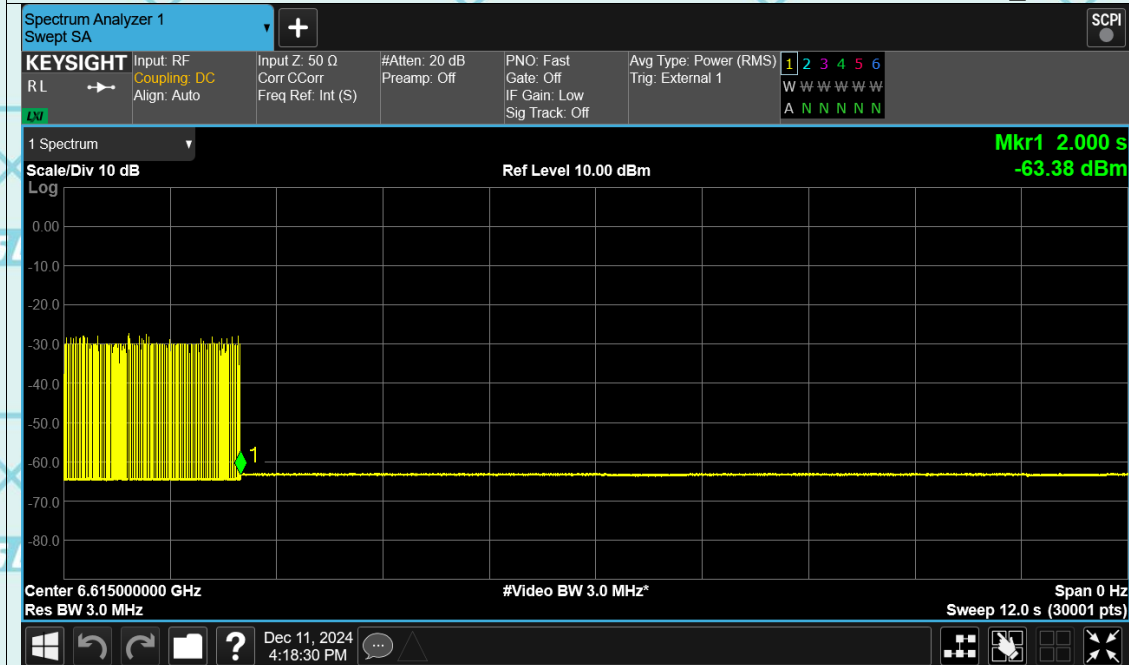 Spectrum Analyzer 1
Swept SA
+
SCPI
KEYSIGHT
RL
LXI
Input: RF
Coupling: DC
Align: Auto
Input Z: 50 Ω
Corr CCorr
Freq Ref: Int (S)
#Atten: 20 dB
Preamp: Off
PNO: Fast
Gate: Off
IF Gain: Low
Sig Track: Off
Avg Type: Power (RMS)
Trig: External 1
1 2 3 4 5 6
W W W W W W
A N N N N N
1 Spectrum
Mkr1 2.000 s
Scale/Div 10 dB
Ref Level 10.00 dBm
-63.38 dBm
Log
0.00
-10.0
-20.0
-30.0
-40.0
-50.0
1
-60.0
-70.0
-80.0
Center 6.615000000 GHz
#Video BW 3.0 MHz*
Span 0 Hz
Res BW 3.0 MHz
Sweep 12.0 s (30001 pts)
?
Dec 11, 2024
4:18:30 PM